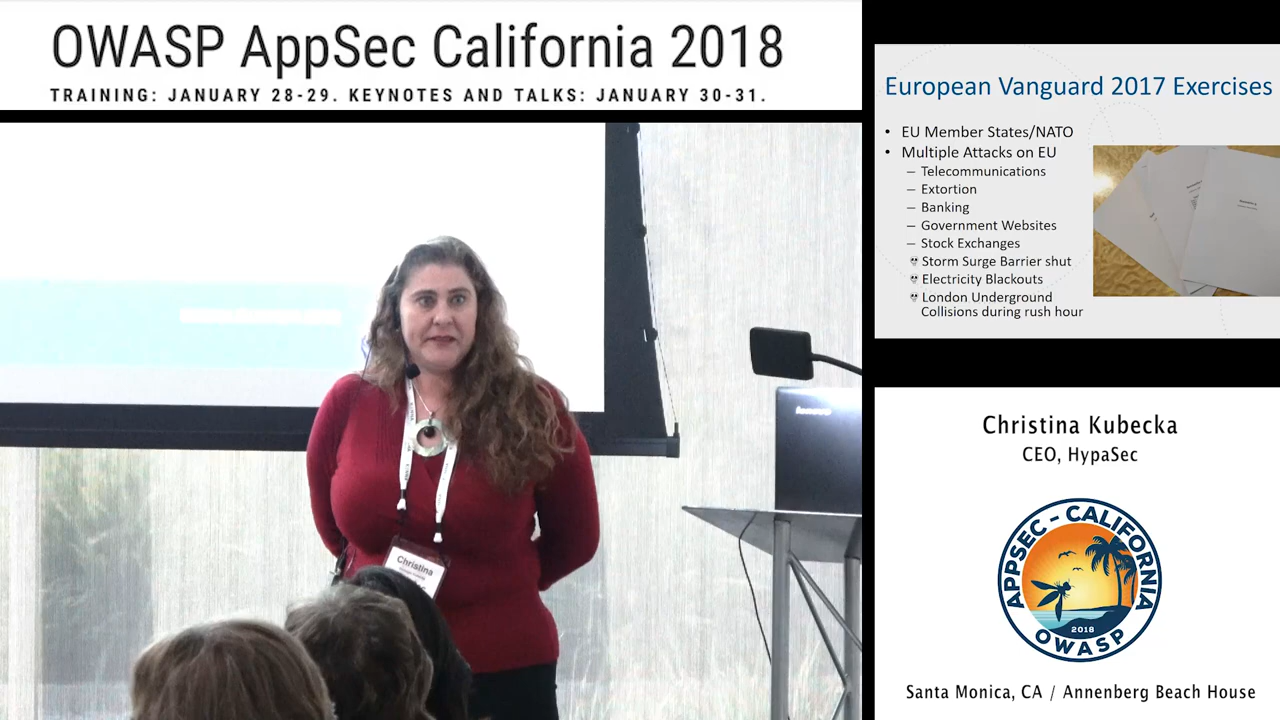 OWASP AppSec California 2018
TRAINING: JANUARY 28-29. KEYNOTES AND TALKS: JANUARY 30-31.
European Vanguard 2017 Exercises
• EU Member States/NATO
• Multiple Attacks on EU
– Telecommunications
– Extortion
– Banking
– Government Websites
– Stock Exchanges
Storm Surge Barrier shut
Electricity Blackouts
London Underground
Collisions during rush hour
lenovo
Christina
Christina Kubecka
CEO, HypaSec
APPSEC - CALIFORNIA
2018
OWASP
Santa Monica, CA / Annenberg Beach House